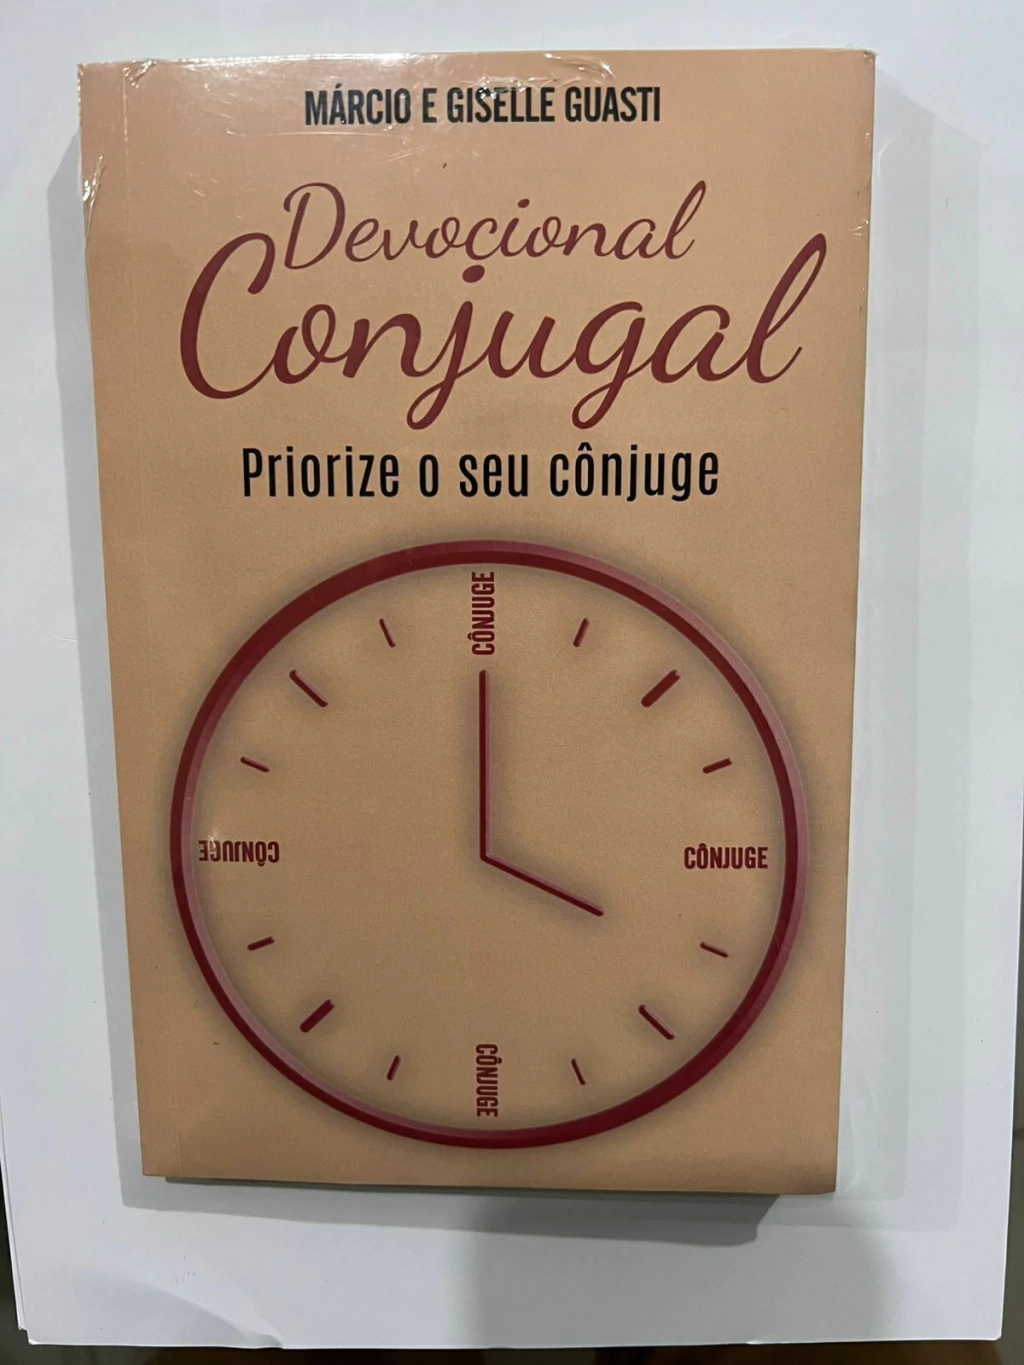 MÁRCIO E GISELLE GUASTI
Devocional
Conjugal
Priorize o seu cônjuge
CÔNJUGE
CÔNJUGE
CÔNJUGE
CÔNJUGE